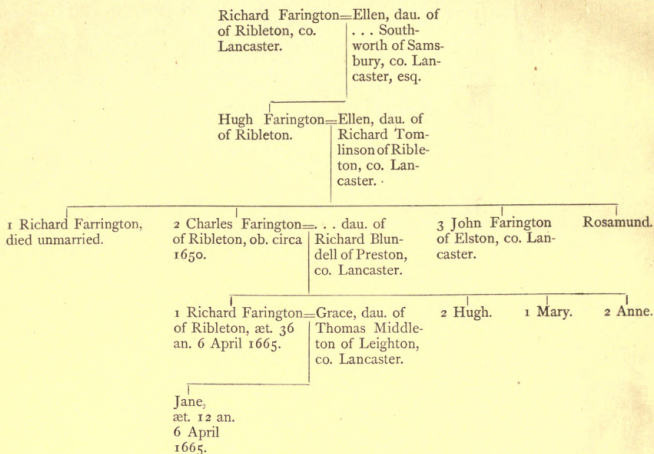 Richard Farington=Ellen, dau. of
of Ribleton, co. . . . South-
Lancaster. worth of Sams-
bury, co. Lan-
caster, esq.
Hugh Farington=Ellen, dau. of
of Ribleton. Richard Tom-
linson of Rible-
ton, co. Lan-
caster.
1 Richard Farrington,
died unmarried.
2 Charles Farington=. . . dau. of
of Ribleton, ob. circa Richard Blun-
1650. dell of Preston,
co. Lancaster.
3 John Farington
of Elston, co. Lan-
caster.
Rosamund.
1 Richard Farington=Grace, dau. of
of Ribleton, æt. 36 Thomas Middle-
an. 6 April 1665. ton of Leighton,
co. Lancaster.
2 Hugh.
1 Mary.
2 Anne.
Jane,
æt. 12 an.
6 April
1665.